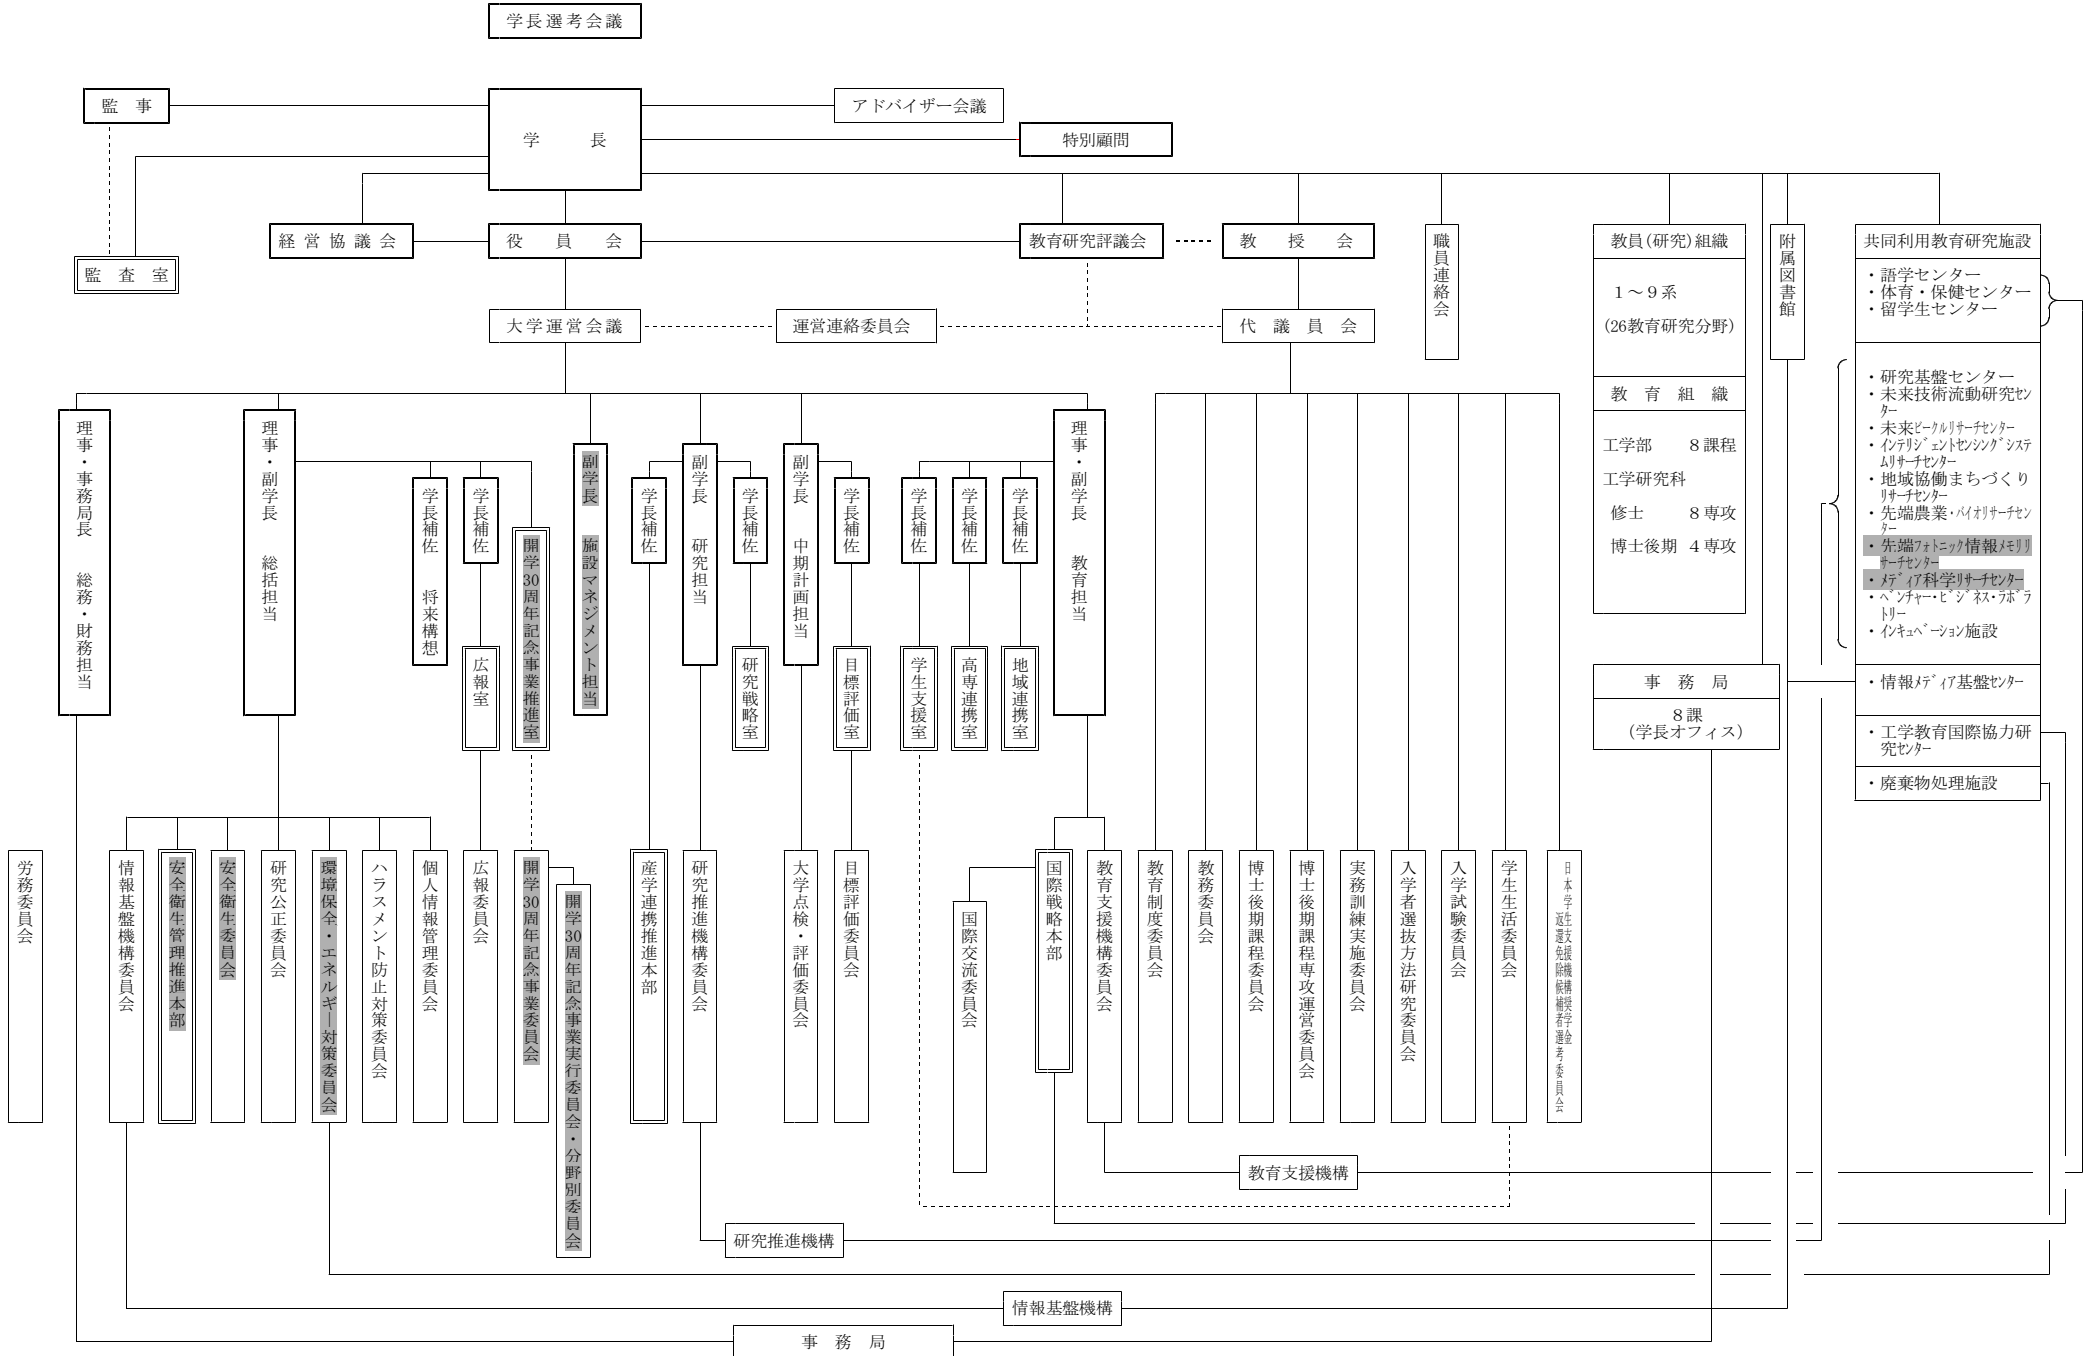 学長選考会議
監　事
学　　　長
アドバイザー会議
特別顧問
経 営 協 議 会
役　員　会
教育研究評議会
教　授　会
職員連絡会
教員(研究)組織
附属図書館
共同利用教育研究施設
監　査　室
１～９系
(26教育研究分野)
・語学センター
・体育・保健センター
・留学生センター
大学運営会議
運営連絡委員会
代　議　員　会
教　育　組　織
工学部　　８課程
工学研究科
修士　　８専攻
博士後期　４専攻
・研究基盤センター
・未来技術流動研究ｾﾝ
ﾀｰ
・未来ﾋﾞｰｸﾙﾘｻｰﾁｾﾝﾀｰ
・ｲﾝﾃﾘｼﾞｪﾝﾄｾﾝｼﾝｸﾞｼｽﾃ
ﾑﾘｻｰﾁｾﾝﾀｰ
・地域協働まちづくり
ﾘｻｰﾁｾﾝﾀｰ
・先端農業・ﾊﾞｲｵﾘｻｰﾁｾﾝ
ﾀｰ
・先端ﾌｫﾄﾆｯｸ情報ﾒﾓﾘﾘ
ｻｰﾁｾﾝﾀｰ
・ﾒﾃﾞｨｱ科学ﾘｻｰﾁｾﾝﾀｰ
・ﾍﾞﾝﾁｬｰ・ﾋﾞｼﾞﾈｽ・ﾗﾎﾞﾗ
ﾄﾘｰ
・ｲﾝｷｭﾍﾞｰｼｮﾝ施設
・情報ﾒﾃﾞｨｱ基盤ｾﾝﾀｰ
・工学教育国際協力研
究ｾﾝﾀｰ
・廃棄物処理施設
事　務　局
８課
（学長オフィス）
理事・事務局長　　総務・財務担当
理事・副学長　　総括担当
学長補佐　　将来構想
学長補佐
広報室
開学30周年記念事業推進室
副学長　　施設マネジメント担当
学長補佐
副学長　　研究担当
学長補佐
研究戦略室
副学長　　中期計画担当
学長補佐
目標評価室
学長補佐
学生支援室
学長補佐
高専連携室
学長補佐
地域連携室
理事・副学長　　教育担当
労務委員会
情報基盤機構委員会
安全衛生管理推進本部
安全衛生委員会
研究公正委員会
環境保全・エネルギー対策委員会
ハラスメント防止対策委員会
個人情報管理委員会
広報委員会
開学30周年記念事業委員会
開学30周年記念事業実行委員会・分野別委員会
産学連携推進本部
研究推進機構委員会
大学点検・評価委員会
目標評価委員会
国際交流委員会
国際戦略本部
教育支援機構委員会
教育制度委員会
教務委員会
博士後期課程委員会
博士後期課程専攻運営委員会
実務訓練実施委員会
入学者選抜方法研究委員会
入学試験委員会
学生生活委員会
日本学生支援機構奨学金
返還免除候補者選考委員会
教育支援機構
研究推進機構
情報基盤機構
事　務　局